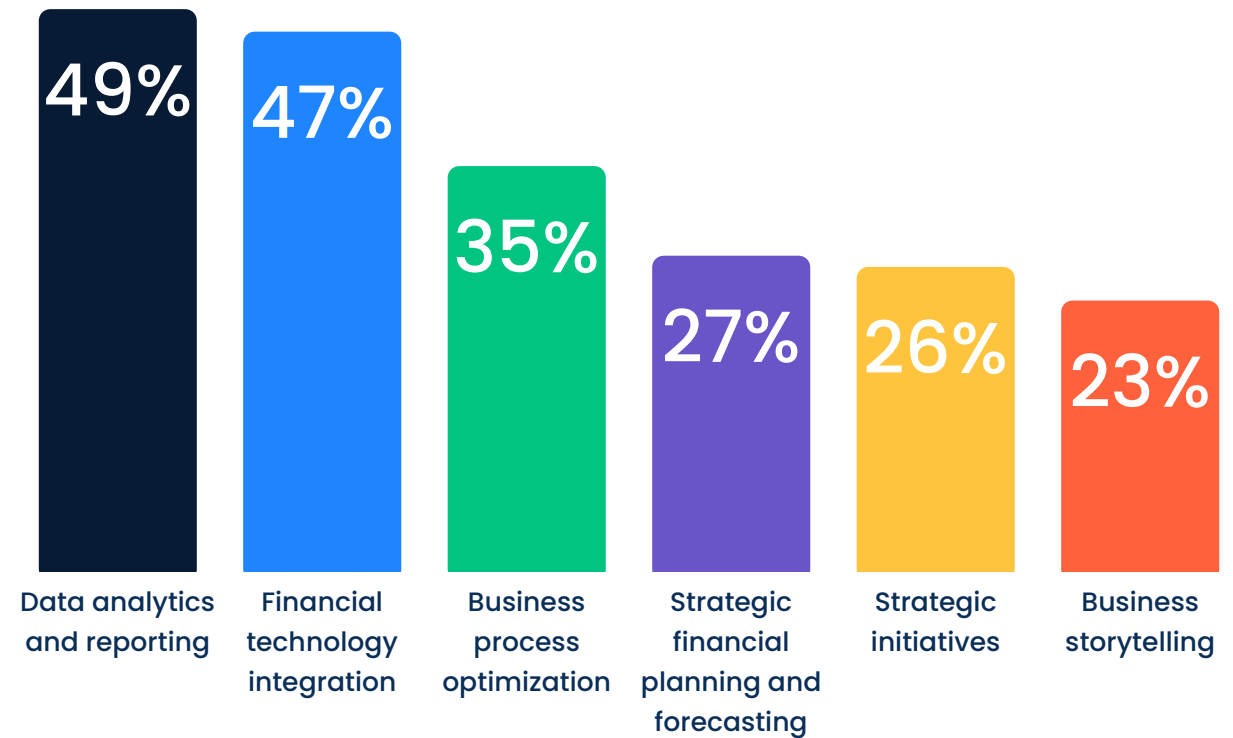 49%
47%
35%
27%
26%
23%
Data analytics
and reporting
Financial
technology
integration
Business
process
optimization
Strategic
financial
planning and
forecasting
Strategic
initiatives
Business
storytelling